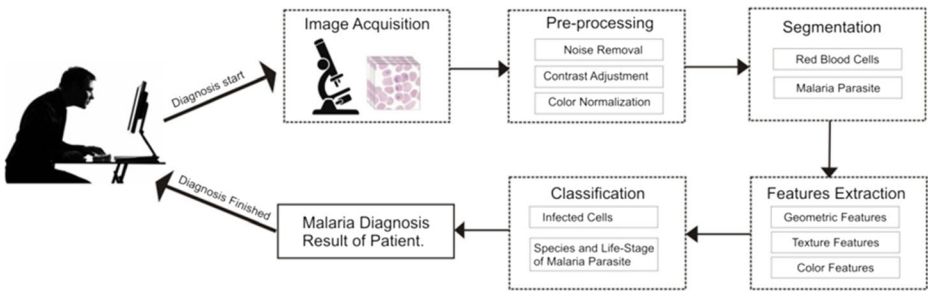 Diagnosis start
Image Acquisition
Pre-processing
Noise Removal
Contrast Adjustment
Color Normalization
Segmentation
Red Blood Cells
Malaria Parasite
Features Extraction
Geometric Features
Texture Features
Color Features
Classification
Infected Cells
Species and Life-Stage
of Malaria Parasite
Malaria Diagnosis
Result of Patient.
Diagnosis Finished